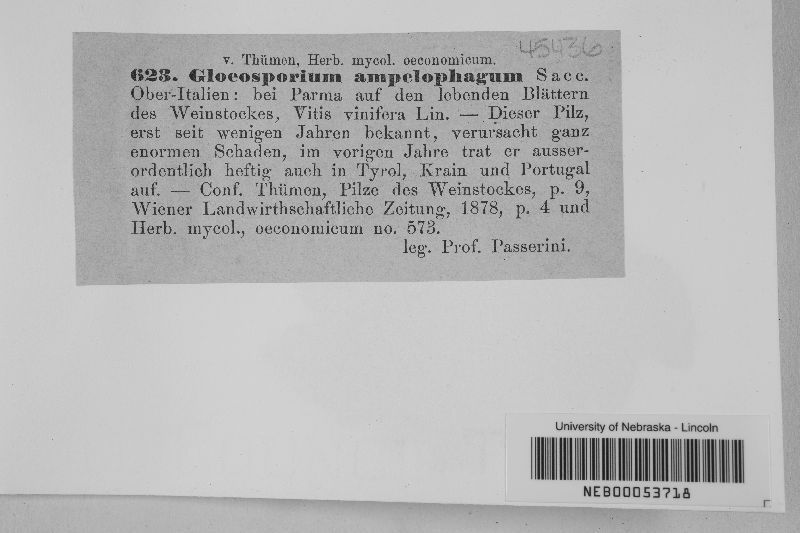 45436
v. Thümen, Herb. mycol. oeconomicum.
623. Gloeosporium ampelophagum Sacc.
Ober-Italien: bei Parma auf den lebenden Blättern
des Weinstockes, Vitis vinifera Lin. — Dieser Pilz,
erst seit wenigen Jahren bekannt, verursacht ganz
enormen Schaden, im vorigen Jahre trat er ausser-
ordentlich heftig auch in Tyrol, Krain und Portugal
auf. — Conf. Thümen, Pilze des Weinstockes, p. 9,
Wiener Landwirthschaftliche Zeitung, 1878, p. 4 und
Herb. mycol., oeconomicum no. 573.
leg. Prof. Passerini.
University of Nebraska - Lincoln
NEB00053718